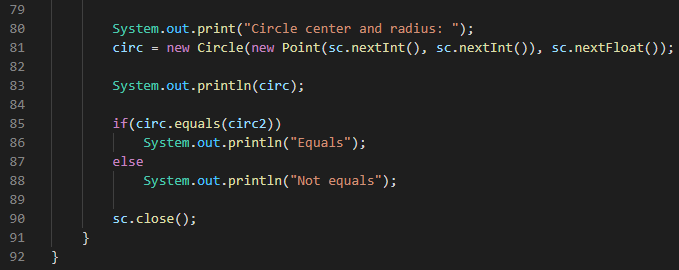 79
80 System.out.print("Circle center and radius: ");
81 circ = new Circle(new Point(sc.nextInt(), sc.nextInt()), sc.nextFloat());
82
83 System.out.println(circ);
84
85 if(circ.equals(circ2))
86 System.out.println("Equals");
87 else
88 System.out.println("Not equals");
89
90 sc.close();
91 }
92 }